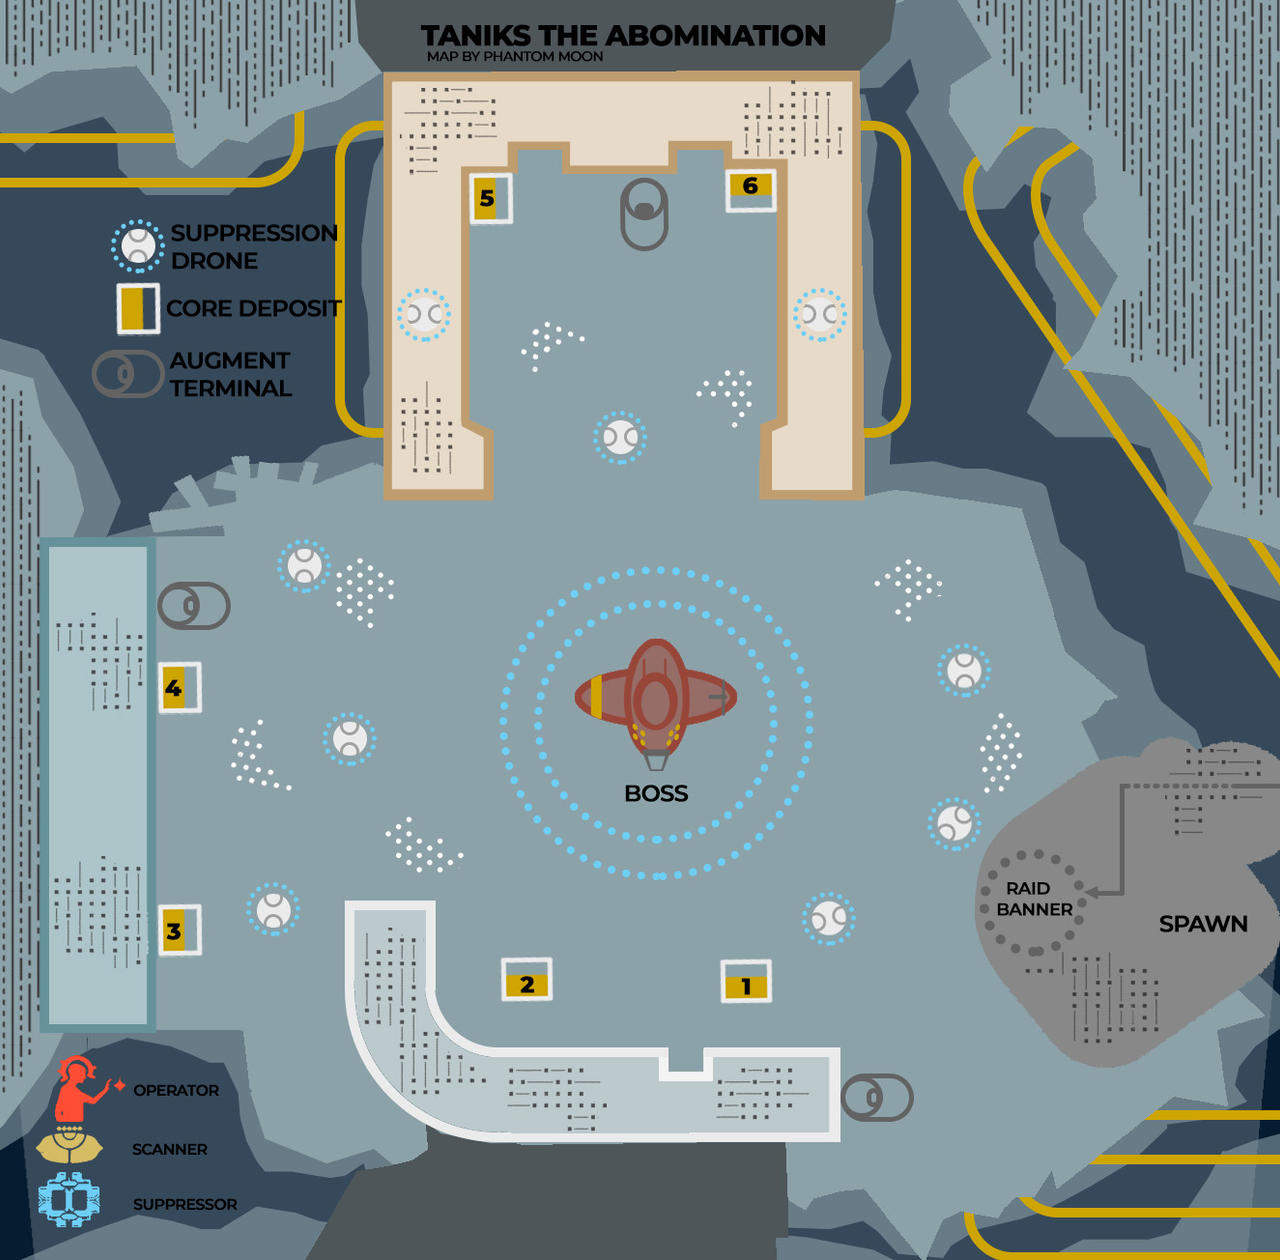 TANIKS THE ABOMINATION
MAP BY PHANTOM MOON
5
6
SUPPRESSION
DRONE
CORE DEPOSIT
AUGMENT
TERMINAL
4
BOSS
3
RAID
BANNER
SPAWN
2
1
OPERATOR
SCANNER
SUPPRESSOR